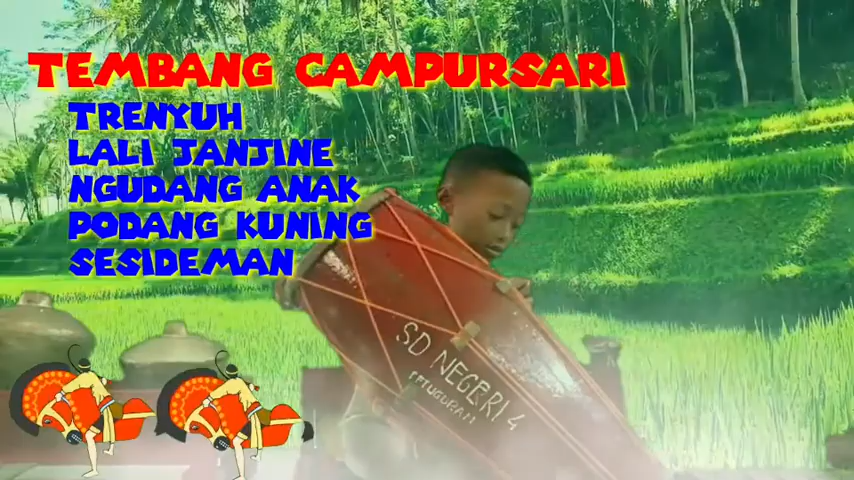 TEMBANG CAMPURSARI
TRENYUH
LALI JANJINE
NGUDANG ANAK
PODANG KUNING
SESIDEMAN
SD NEGERI 4